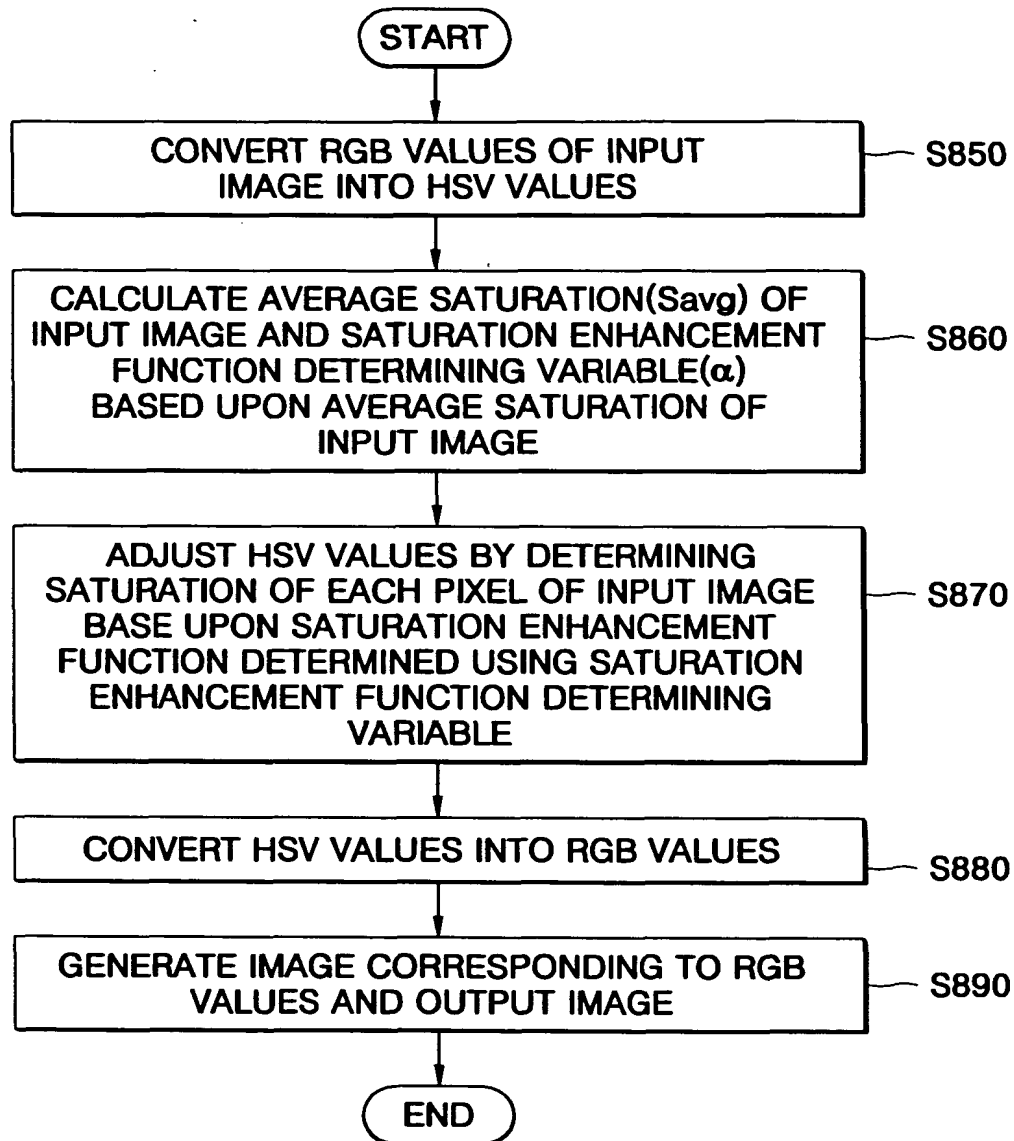 START
CONVERT RGB VALUES OF INPUT
IMAGE INTO HSV VALUES
S850
CALCULATE AVERAGE SATURATION(Savg) OF
INPUT IMAGE AND SATURATION ENHANCEMENT
FUNCTION DETERMINING VARIABLE(α)
BASED UPON AVERAGE SATURATION OF
INPUT IMAGE
S860
ADJUST HSV VALUES BY DETERMINING
SATURATION OF EACH PIXEL OF INPUT IMAGE
BASE UPON SATURATION ENHANCEMENT
FUNCTION DETERMINED USING SATURATION
ENHANCEMENT FUNCTION DETERMINING
VARIABLE
S870
CONVERT HSV VALUES INTO RGB VALUES
S880
GENERATE IMAGE CORRESPONDING TO RGB
VALUES AND OUTPUT IMAGE
S890
END